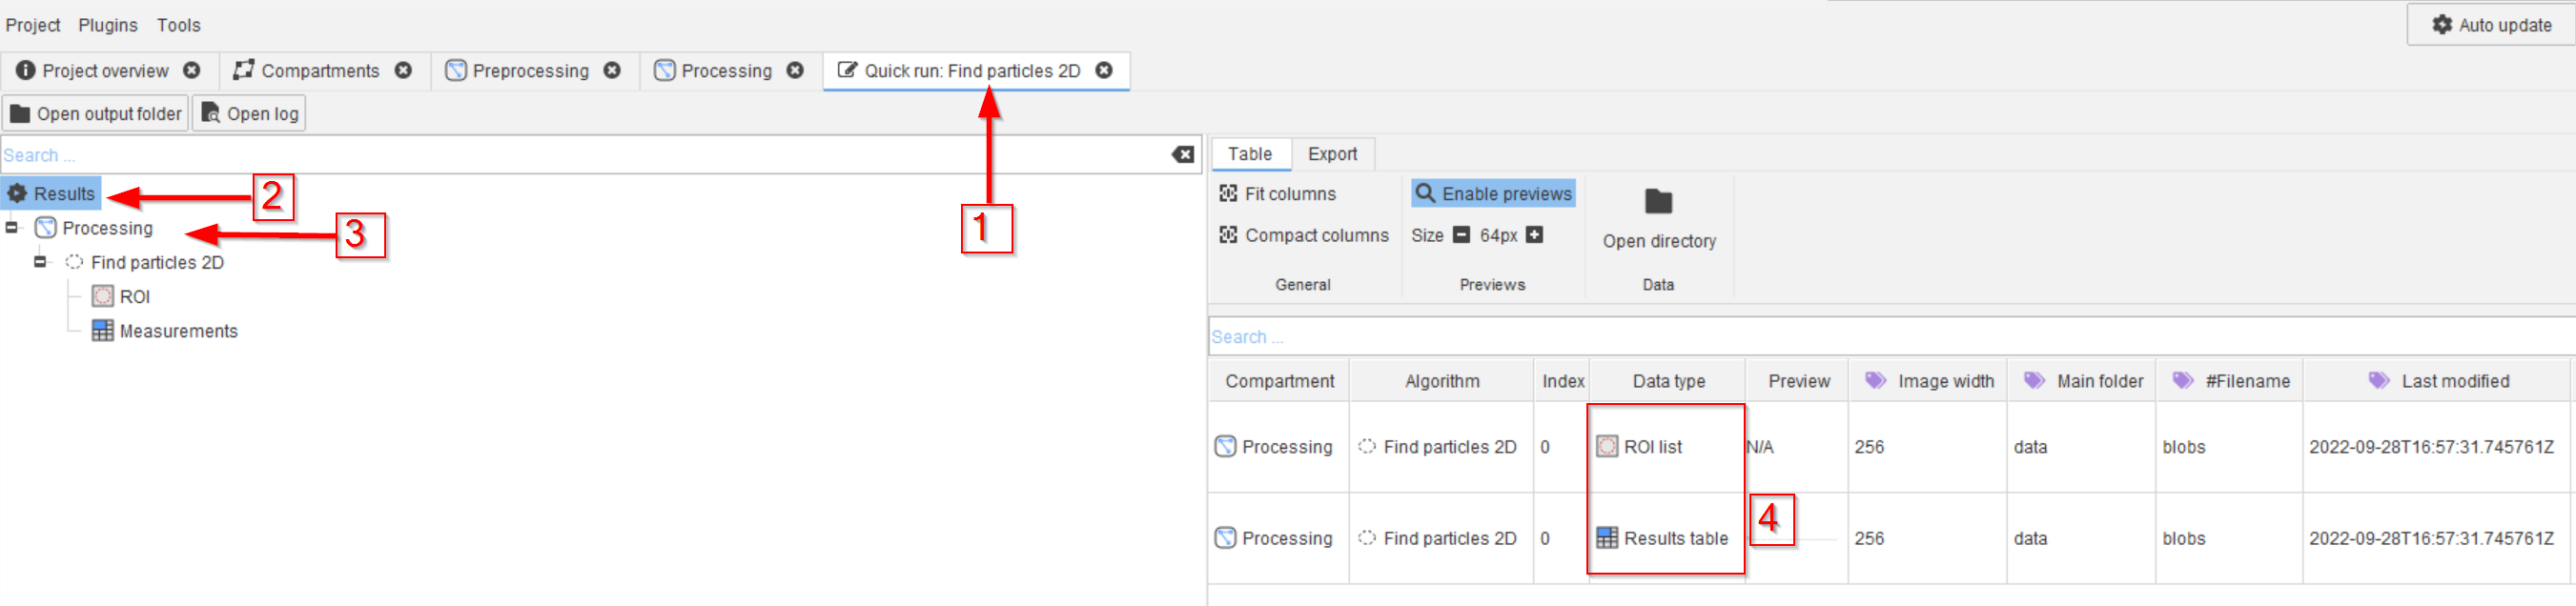 Project Plugins Tools
Auto update
Project overview Compartments Preprocessing Processing Quick run: Find particles 2D
Open output folder Open log
Search ...
Results
2
Processing
3
Find particles 2D
ROI
Measurements
1
Table Export
Fit columns
Compact columns
General
Enable previews
Size 64px
Previews
Open directory
Data
Search ...
Compartment Algorithm Index Data type Preview Image width Main folder #Filename Last modified
Processing Find particles 2D 0 ROI list N/A 256 data blobs 2022-09-28T16:57:31.745761Z
4
Processing Find particles 2D 0 Results table 256 data blobs 2022-09-28T16:57:31.745761Z